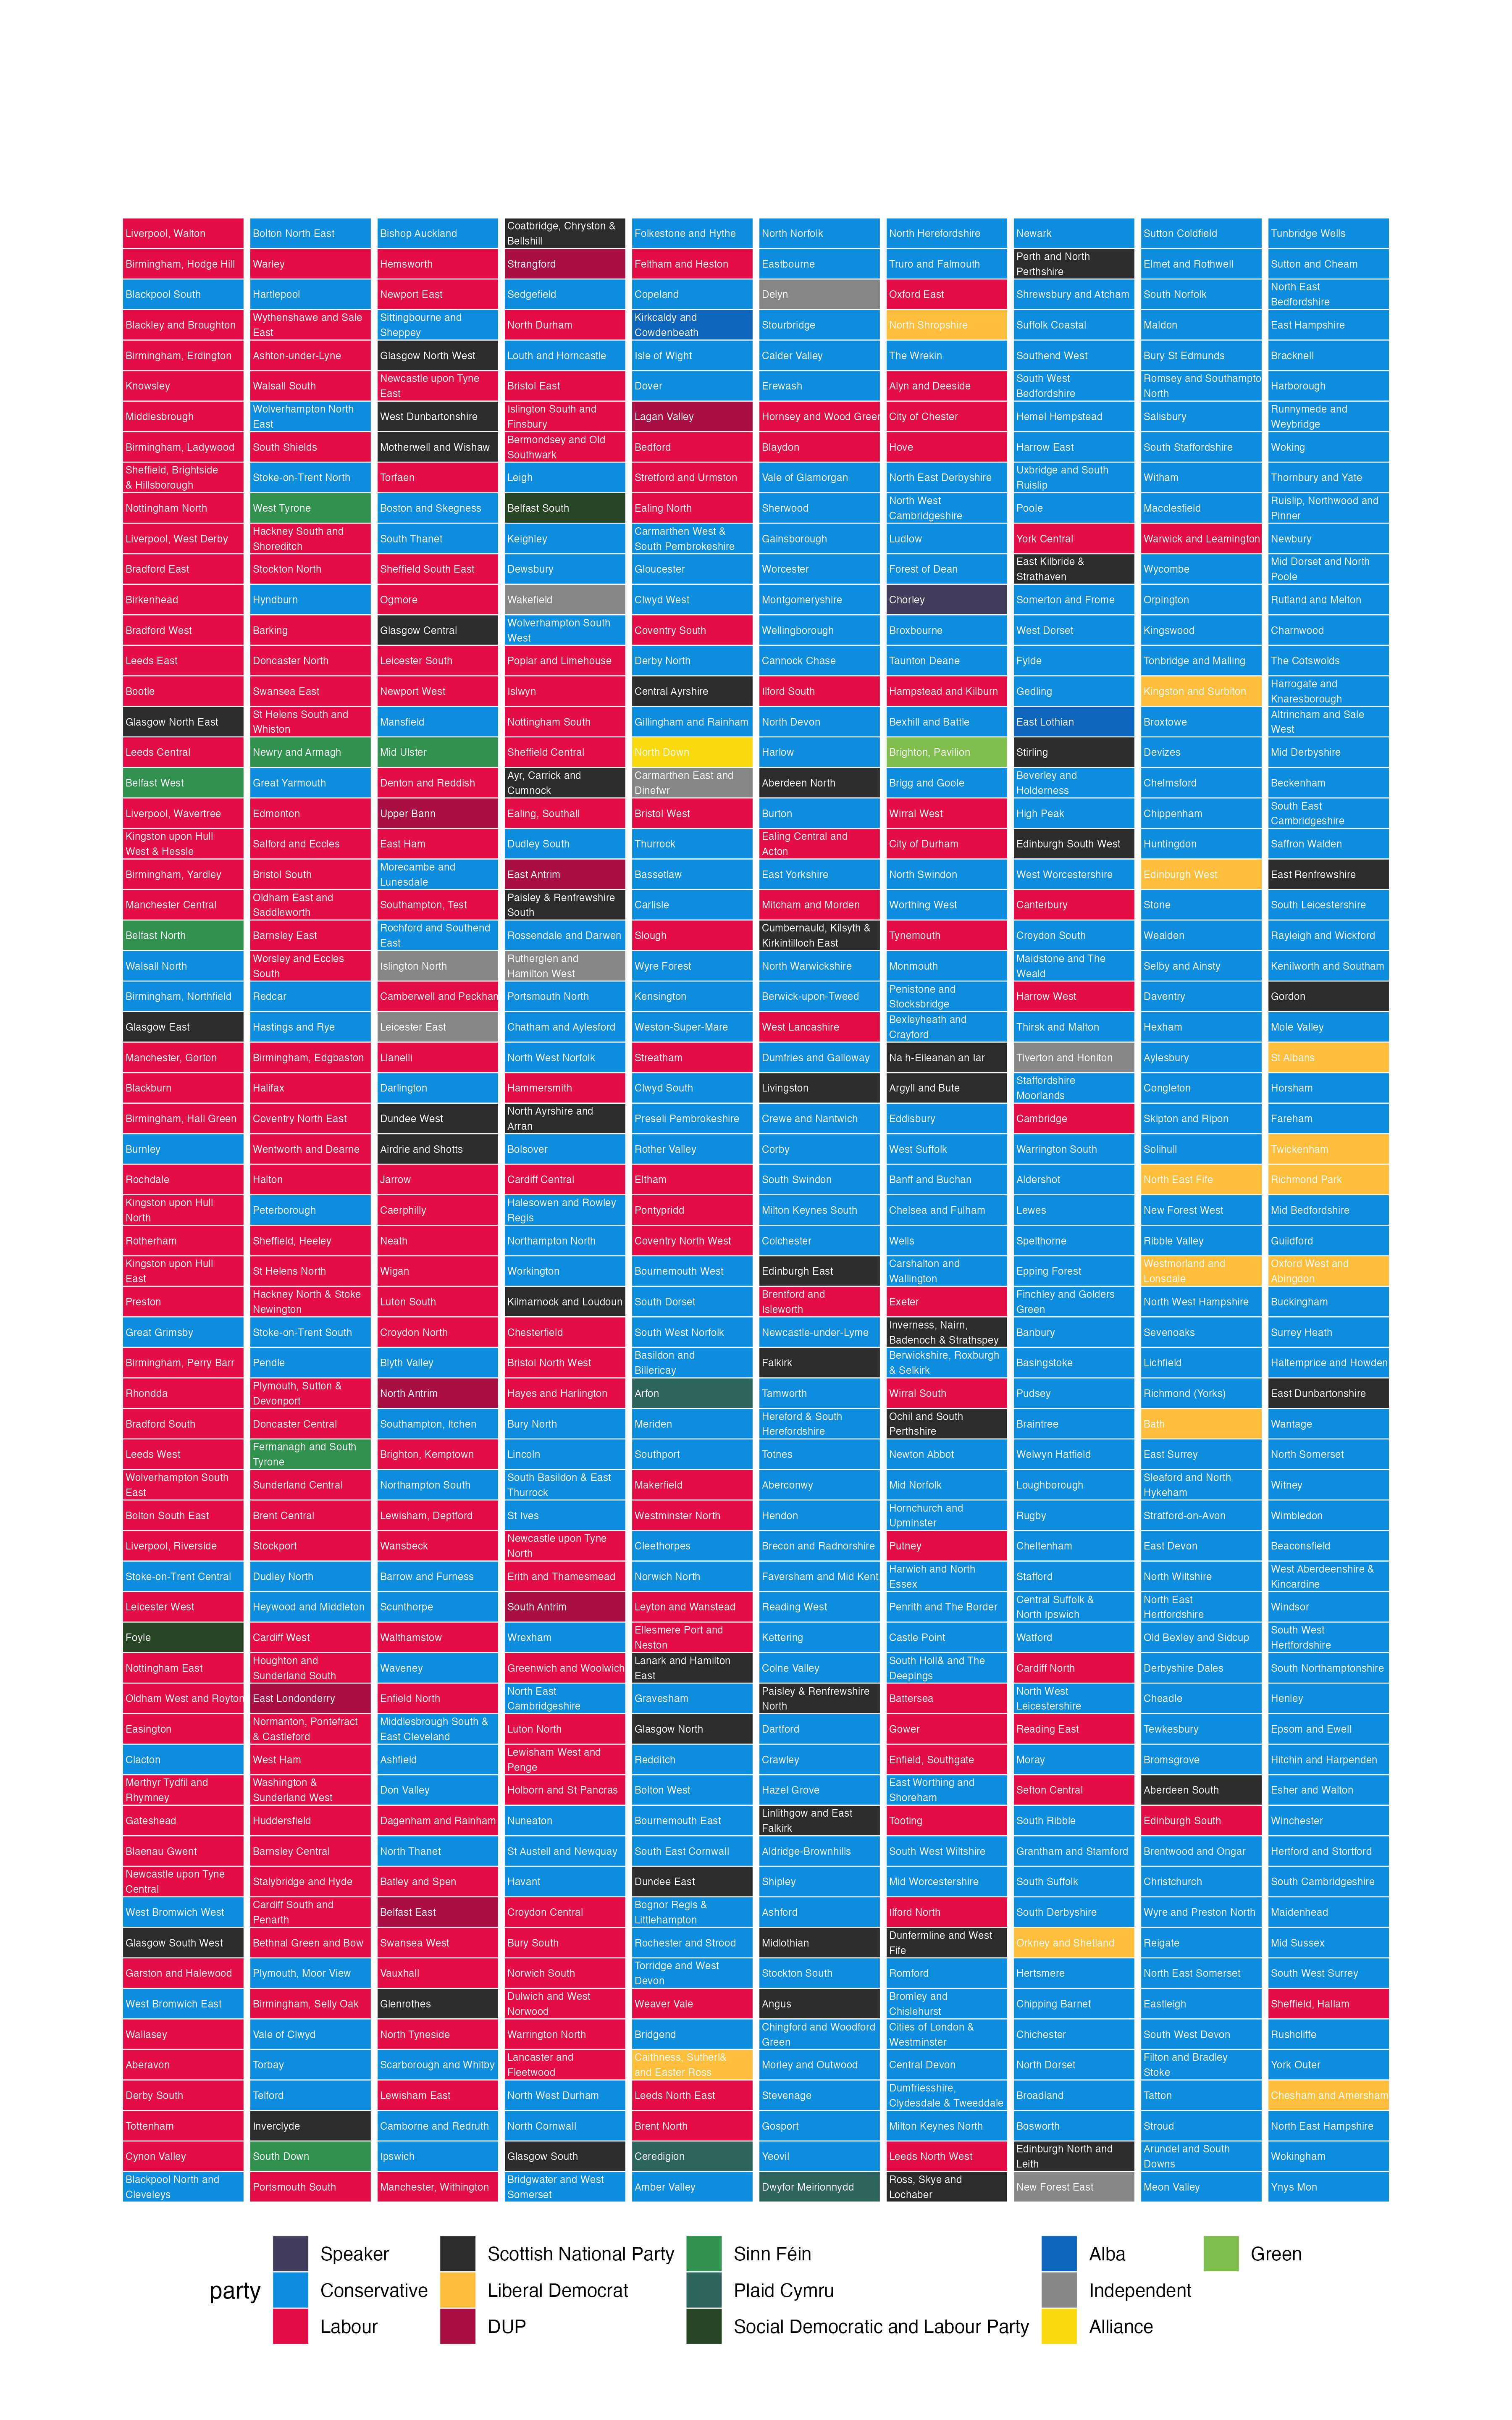 Liverpool, Walton
Birmingham, Hodge Hill
Blackpool South
Blackley and Broughton
Birmingham, Erdington
Knowsley
Middlesbrough
Birmingham, Ladywood
Sheffield, Brightside
& Hillsborough
Nottingham North
Liverpool, West Derby
Bradford East
Birkenhead
Bradford West
Leeds East
Bootle
Glasgow North East
Leeds Central
Belfast West
Liverpool, Wavertree
Kingston upon Hull
West & Hessle
Birmingham, Yardley
Manchester Central
Belfast North
Walsall North
Birmingham, Northfield
Glasgow East
Manchester, Gorton
Blackburn
Birmingham, Hall Green
Burnley
Rochdale
Kingston upon Hull
North
Rotherham
Kingston upon Hull
East
Preston
Great Grimsby
Birmingham, Perry Barr
Rhondda
Bradford South
Leeds West
Wolverhampton South
East
Bolton South East
Liverpool, Riverside
Stoke-on-Trent Central
Leicester West
Foyle
Nottingham East
Oldham West and Royton
Easington
Clacton
Merthyr Tydfil and
Rhymney
Gateshead
Blaenau Gwent
Newcastle upon Tyne
Central
West Bromwich West
Glasgow South West
Garston and Halewood
West Bromwich East
Wallasey
Aberavon
Derby South
Tottenham
Cynon Valley
Blackpool North and
Cleveleys
Bolton North East
Warley
Hartlepool
Wythenshawe and Sale
East
Ashton-under-Lyne
Walsall South
Wolverhampton North
East
South Shields
Stoke-on-Trent North
West Tyrone
Hackney South and
Shoreditch
Stockton North
Hyndburn
Barking
Doncaster North
Swansea East
St Helens South and
Whiston
Newry and Armagh
Great Yarmouth
Edmonton
Salford and Eccles
Bristol South
Oldham East and
Saddleworth
Barnsley East
Worsley and Eccles
South
Redcar
Hastings and Rye
Birmingham, Edgbaston
Halifax
Coventry North East
Wentworth and Dearne
Halton
Peterborough
Sheffield, Heeley
St Helens North
Hackney North & Stoke
Newington
Stoke-on-Trent South
Pendle
Plymouth, Sutton &
Devonport
Doncaster Central
Fermanagh and South
Tyrone
Sunderland Central
Brent Central
Stockport
Dudley North
Heywood and Middleton
Cardiff West
Houghton and
Sunderland South
East Londonderry
Normanton, Pontefract
& Castleford
West Ham
Washington &
Sunderland West
Huddersfield
Barnsley Central
Stalybridge and Hyde
Cardiff South and
Penarth
Bethnal Green and Bow
Plymouth, Moor View
Birmingham, Selly Oak
Vale of Clwyd
Torbay
Telford
Inverclyde
South Down
Portsmouth South
Bishop Auckland
Hemsworth
Newport East
Sittingbourne and
Sheppey
Glasgow North West
Newcastle upon Tyne
East
West Dunbartonshire
Motherwell and Wishaw
Torfaen
Boston and Skegness
South Thanet
Sheffield South East
Ogmore
Glasgow Central
Leicester South
Newport West
Mansfield
Mid Ulster
Denton and Reddish
Upper Bann
East Ham
Morecambe and
Lunesdale
Southampton, Test
Rochford and Southend
East
Islington North
Camberwell and Peckham
Leicester East
Llanelli
Darlington
Dundee West
Airdrie and Shotts
Jarrow
Caerphilly
Neath
Wigan
Luton South
Croydon North
Blyth Valley
North Antrim
Southampton, Itchen
Brighton, Kemptown
Northampton South
Lewisham, Deptford
Wansbeck
Barrow and Furness
Scunthorpe
Walthamstow
Waveney
Enfield North
Middlesbrough South &
East Cleveland
Ashfield
Don Valley
Dagenham and Rainham
North Thanet
Batley and Spen
Belfast East
Swansea West
Vauxhall
Glenrothes
North Tyneside
Scarborough and Whitby
Lewisham East
Camborne and Redruth
Ipswich
Manchester, Withington
Coatbridge, Chryston &
Bellshill
Strangford
Sedgefield
North Durham
Louth and Horncastle
Bristol East
Islington South and
Finsbury
Bermondsey and Old
Southwark
Leigh
Belfast South
Keighley
Dewsbury
Wakefield
Wolverhampton South
West
Poplar and Limehouse
Islwyn
Nottingham South
Sheffield Central
Ayr, Carrick and
Cumnock
Ealing, Southall
Dudley South
East Antrim
Paisley & Renfrewshire
South
Rossendale and Darwen
Rutherglen and
Hamilton West
Portsmouth North
Chatham and Aylesford
North West Norfolk
Hammersmith
North Ayrshire and
Arran
Bolsover
Cardiff Central
Halesowen and Rowley
Regis
Northampton North
Workington
Kilmarnock and Loudoun
Chesterfield
Bristol North West
Hayes and Harlington
Bury North
Lincoln
South Basildon & East
Thurrock
St Ives
Newcastle upon Tyne
North
Erith and Thamesmead
South Antrim
Wrexham
Greenwich and Woolwich
North East
Cambridgeshire
Luton North
Lewisham West and
Penge
Holborn and St Pancras
Nuneaton
St Austell and Newquay
Havant
Croydon Central
Bury South
Norwich South
Dulwich and West
Norwood
Warrington North
Lancaster and
Fleetwood
North West Durham
North Cornwall
Glasgow South
Bridgwater and West
Somerset
Folkestone and Hythe
Feltham and Heston
Copeland
Kirkcaldy and
Cowdenbeath
Isle of Wight
Dover
Lagan Valley
Bedford
Stretford and Urmston
Ealing North
Carmarthen West &
South Pembrokeshire
Gloucester
Clwyd West
Coventry South
Derby North
Central Ayrshire
Gillingham and Rainham
North Down
Carmarthen East and
Dinefwr
Bristol West
Thurrock
Bassetlaw
Carlisle
Slough
Wyre Forest
Kensington
Weston-Super-Mare
Streatham
Clwyd South
Preseli Pembrokeshire
Rother Valley
Eltham
Pontypridd
Coventry North West
Bournemouth West
South Dorset
South West Norfolk
Basildon and
Billericay
Arfon
Meriden
Southport
Makerfield
Westminster North
Cleethorpes
Norwich North
Leyton and Wanstead
Ellesmere Port and
Neston
Lanark and Hamilton
East
Gravesham
Glasgow North
Redditch
Bolton West
Bournemouth East
South East Cornwall
Dundee East
Bognor Regis &
Littlehampton
Rochester and Strood
Torridge and West
Devon
Weaver Vale
Bridgend
Caithness, Sutherl&
and Easter Ross
Leeds North East
Brent North
Ceredigion
Amber Valley
North Norfolk
Eastbourne
Delyn
Stourbridge
Calder Valley
Erewash
Hornsey and Wood Green
Blaydon
Vale of Glamorgan
Sherwood
Gainsborough
Worcester
Montgomeryshire
Wellingborough
Cannock Chase
Ilford South
North Devon
Harlow
Aberdeen North
Burton
Ealing Central and
Acton
East Yorkshire
Mitcham and Morden
Cumbernauld, Kilsyth &
Kirkintilloch East
North Warwickshire
Berwick-upon-Tweed
West Lancashire
Dumfries and Galloway
Livingston
Crewe and Nantwich
Corby
South Swindon
Milton Keynes South
Colchester
Edinburgh East
Brentford and
Isleworth
Newcastle-under-Lyme
Falkirk
Tamworth
Hereford & South
Herefordshire
Totnes
Aberconwy
Hendon
Brecon and Radnorshire
Faversham and Mid Kent
Reading West
Kettering
Colne Valley
Paisley & Renfrewshire
North
Dartford
Crawley
Hazel Grove
Linlithgow and East
Falkirk
Aldridge-Brownhills
Shipley
Ashford
Midlothian
Stockton South
Angus
Chingford and Woodford
Green
Morley and Outwood
Stevenage
Gosport
Yeovil
Dwyfor Meirionnydd
North Herefordshire
Truro and Falmouth
Oxford East
North Shropshire
The Wrekin
Alyn and Deeside
City of Chester
Hove
North East Derbyshire
North West
Cambridgeshire
Ludlow
Forest of Dean
Chorley
Broxbourne
Taunton Deane
Hampstead and Kilburn
Bexhill and Battle
Brighton, Pavilion
Brigg and Goole
Wirral West
City of Durham
North Swindon
Worthing West
Tynemouth
Monmouth
Penistone and
Stocksbridge
Bexleyheath and
Crayford
Na h-Eileanan an Iar
Argyll and Bute
Eddisbury
West Suffolk
Banff and Buchan
Chelsea and Fulham
Wells
Carshalton and
Wallington
Exeter
Inverness, Nairn,
Badenoch & Strathspey
Berwickshire, Roxburgh
& Selkirk
Wirral South
Ochil and South
Perthshire
Newton Abbot
Mid Norfolk
Hornchurch and
Upminster
Putney
Harwich and North
Essex
Penrith and The Border
Castle Point
South Holl& and The
Deepings
Battersea
Gower
Enfield, Southgate
East Worthing and
Shoreham
Tooting
South West Wiltshire
Mid Worcestershire
Ilford North
Dunfermline and West
Fife
Romford
Bromley and
Chislehurst
Cities of London &
Westminster
Central Devon
Dumfriesshire,
Clydesdale & Tweeddale
Milton Keynes North
Leeds North West
Ross, Skye and
Lochaber
Newark
Perth and North
Perthshire
Shrewsbury and Atcham
Suffolk Coastal
Southend West
South West
Bedfordshire
Hemel Hempstead
Harrow East
Uxbridge and South
Ruislip
Poole
York Central
East Kilbride &
Strathaven
Somerton and Frome
West Dorset
Fylde
Gedling
East Lothian
Stirling
Beverley and
Holderness
High Peak
Edinburgh South West
West Worcestershire
Canterbury
Croydon South
Maidstone and The
Weald
Harrow West
Thirsk and Malton
Tiverton and Honiton
Staffordshire
Moorlands
Cambridge
Warrington South
Aldershot
Lewes
Spelthorne
Epping Forest
Finchley and Golders
Green
Banbury
Basingstoke
Pudsey
Braintree
Welwyn Hatfield
Loughborough
Rugby
Cheltenham
Stafford
Central Suffolk &
North Ipswich
Watford
Cardiff North
North West
Leicestershire
Reading East
Moray
Sefton Central
South Ribble
Grantham and Stamford
South Suffolk
South Derbyshire
Orkney and Shetland
Hertsmere
Chipping Barnet
Chichester
North Dorset
Broadland
Bosworth
Edinburgh North and
Leith
New Forest East
Sutton Coldfield
Elmet and Rothwell
South Norfolk
Maldon
Bury St Edmunds
Romsey and Southampto
North
Salisbury
South Staffordshire
Witham
Macclesfield
Warwick and Leamington
Wycombe
Orpington
Kingswood
Tonbridge and Malling
Kingston and Surbiton
Broxtowe
Devizes
Chelmsford
Chippenham
Huntingdon
Edinburgh West
Stone
Wealden
Selby and Ainsty
Daventry
Hexham
Aylesbury
Congleton
Skipton and Ripon
Solihull
North East Fife
New Forest West
Ribble Valley
Westmorland and
Lonsdale
North West Hampshire
Sevenoaks
Lichfield
Richmond (Yorks)
Bath
East Surrey
Sleaford and North
Hykeham
Stratford-on-Avon
East Devon
North Wiltshire
North East
Hertfordshire
Old Bexley and Sidcup
Derbyshire Dales
Cheadle
Tewkesbury
Bromsgrove
Aberdeen South
Edinburgh South
Brentwood and Ongar
Christchurch
Wyre and Preston North
Reigate
North East Somerset
Eastleigh
South West Devon
Filton and Bradley
Stoke
Tatton
Stroud
Arundel and South
Downs
Meon Valley
Tunbridge Wells
Sutton and Cheam
North East
Bedfordshire
East Hampshire
Bracknell
Harborough
Runnymede and
Weybridge
Woking
Thornbury and Yate
Ruislip, Northwood and
Pinner
Newbury
Mid Dorset and North
Poole
Rutland and Melton
Charnwood
The Cotswolds
Harrogate and
Knaresborough
Altrincham and Sale
West
Mid Derbyshire
Beckenham
South East
Cambridgeshire
Saffron Walden
East Renfrewshire
South Leicestershire
Rayleigh and Wickford
Kenilworth and Southam
Gordon
Mole Valley
St Albans
Horsham
Fareham
Twickenham
Richmond Park
Mid Bedfordshire
Guildford
Oxford West and
Abingdon
Buckingham
Surrey Heath
Haltemprice and Howden
East Dunbartonshire
Wantage
North Somerset
Witney
Wimbledon
Beaconsfield
West Aberdeenshire &
Kincardine
Windsor
South West
Hertfordshire
South Northamptonshire
Henley
Epsom and Ewell
Hitchin and Harpenden
Esher and Walton
Winchester
Hertford and Stortford
South Cambridgeshire
Maidenhead
Mid Sussex
South West Surrey
Sheffield, Hallam
Rushcliffe
York Outer
Chesham and Amersham
North East Hampshire
Wokingham
Ynys Mon
party
Speaker
Conservative
Labour
Scottish National Party
Liberal Democrat
DUP
Sinn Féin
Plaid Cymru
Social Democratic and Labour Party
Alba
Independent
Alliance
Green